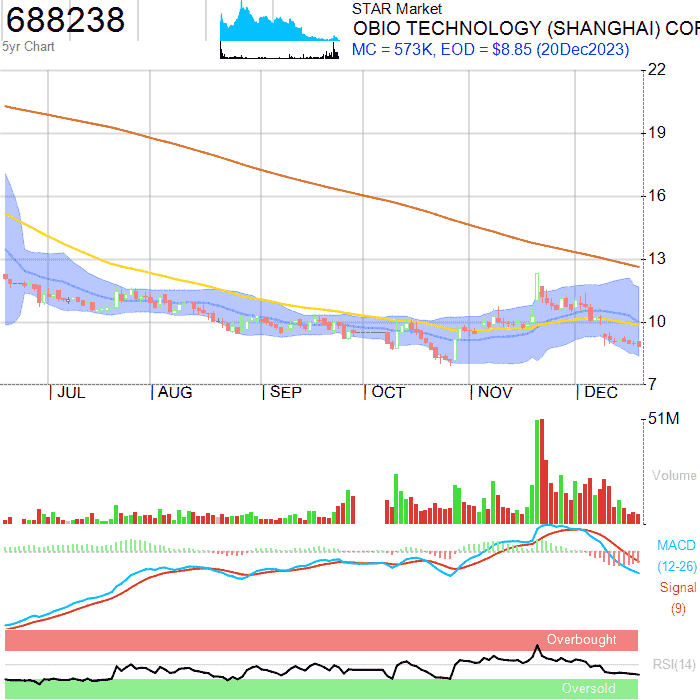 688238
5yr Chart
STAR Market
OBIO TECHNOLOGY (SHANGHAI) COR
MC = 573K, EOD = $8.85 (20Dec2023)
22
19
16
13
10
7
JUL
AUG
SEP
OCT
NOV
DEC
51M
Volume
MACD
(12-26)
Signal
(9)
Overbought
RSI(14)
Oversold